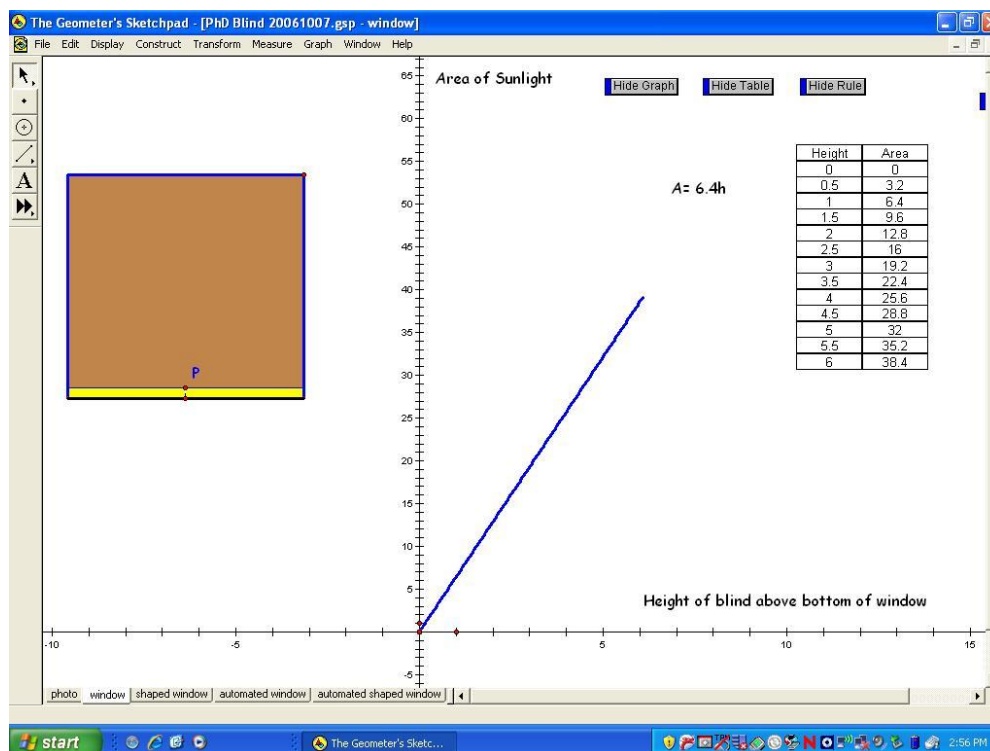 The Geometer's Sketchpad - [PhD Blind 20061007.gsp - window]
File Edit Display Construct Transform Measure Graph Window Help
A
Area of Sunlight
Hide Graph
Hide Table
Hide Rule
Height Area
0 0
0.5 3.2
1 6.4
1.5 9.6
2 12.8
2.5 16
3 19.2
3.5 22.4
4 25.6
4.5 28.8
5 32
5.5 35.2
6 38.4
A= 6.4h
P
65
60
55
50
45
40
35
30
25
20
15
10
5
-5
Height of blind above bottom of window
-10 -5 5 10 15
photo window shaped window automated window automated shaped window
start
The Geometer's Sketc...
2:56 PM